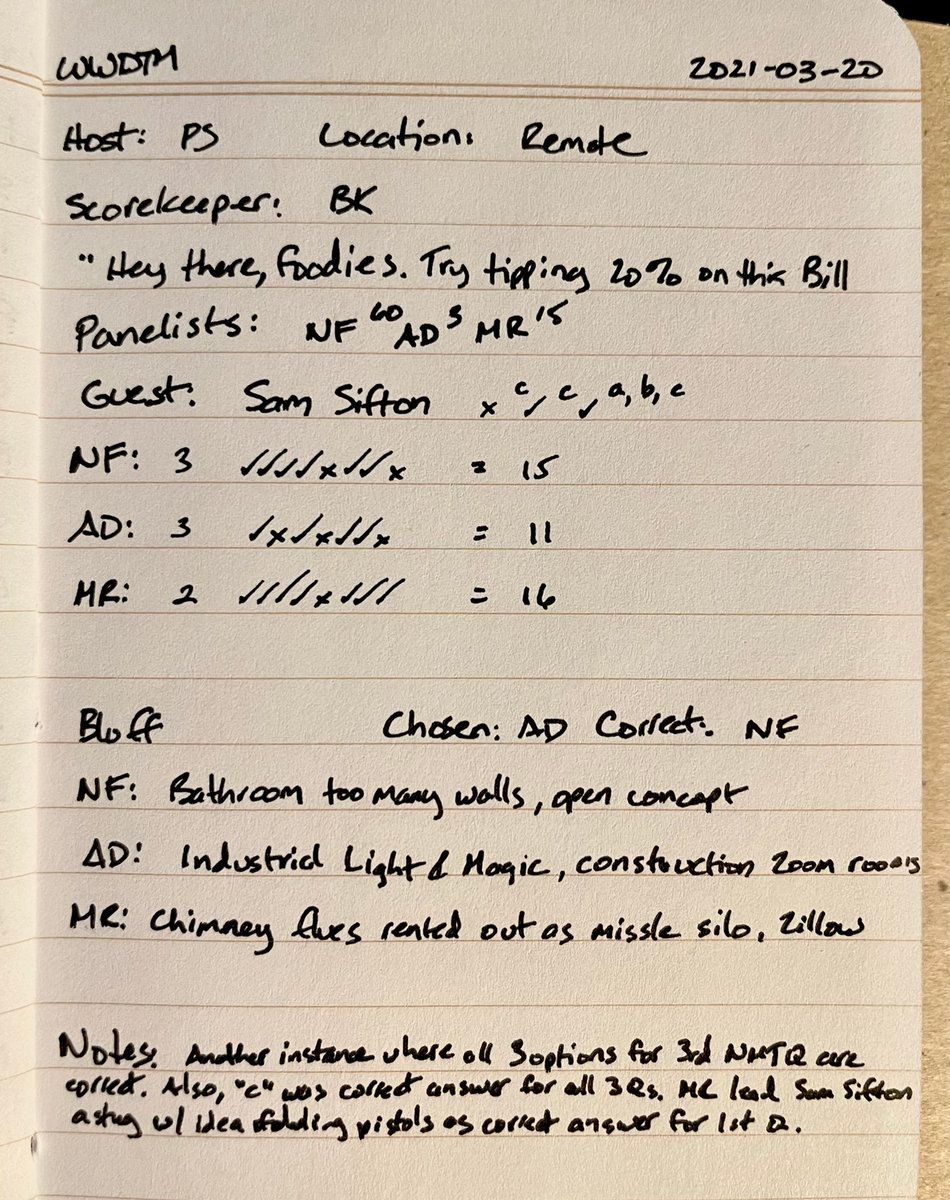 WWDTM 2021-03-20
Host: PS Location: Remote
Scorekeeper: BK
"Hey there, foodies. Try tipping 20% on this Bill
Panelists: NF 60 AD 3 MR 15
Guest: Sam Sifton x c ✓ c ✓ a, b, c
NF: 3 ✓✓✓✓x✓✓x = 15
AD: 3 ✓x✓x✓✓x = 11
MR: 2 ✓✓✓✓x✓✓✓ = 16
Bluff Chosen: AD Correct: NF
NF: Bathroom too many walls, open concept
AD: Industrial Light & Magic, construction Zoom rooms
MR: Chimney flues rented out as missle silo, Zillow
Notes: Another instance where all 3 options for 3rd NMTQ are
correct. Also, "c" was correct answer for all 3 Qs. lead Sam Sifton
astray w/ idea folding pistols as correct answer for 1st Q.